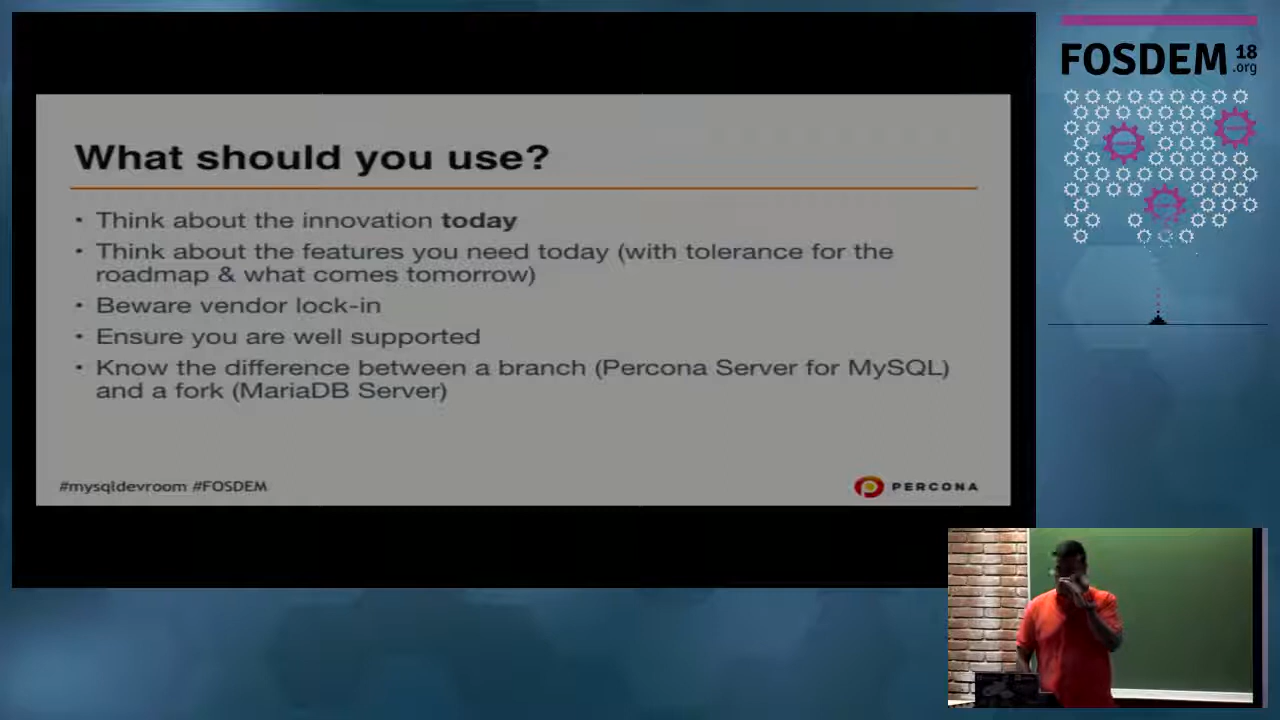 What should you use?
• Think about the innovation today
• Think about the features you need today (with tolerance for the
roadmap & what comes tomorrow)
• Beware vendor lock-in
• Ensure you are well supported
• Know the difference between a branch (Percona Server for MySQL)
and a fork (MariaDB Server)
#mysqldevroom #FOSDEM
PERCONA
FOSDEM 18
.org